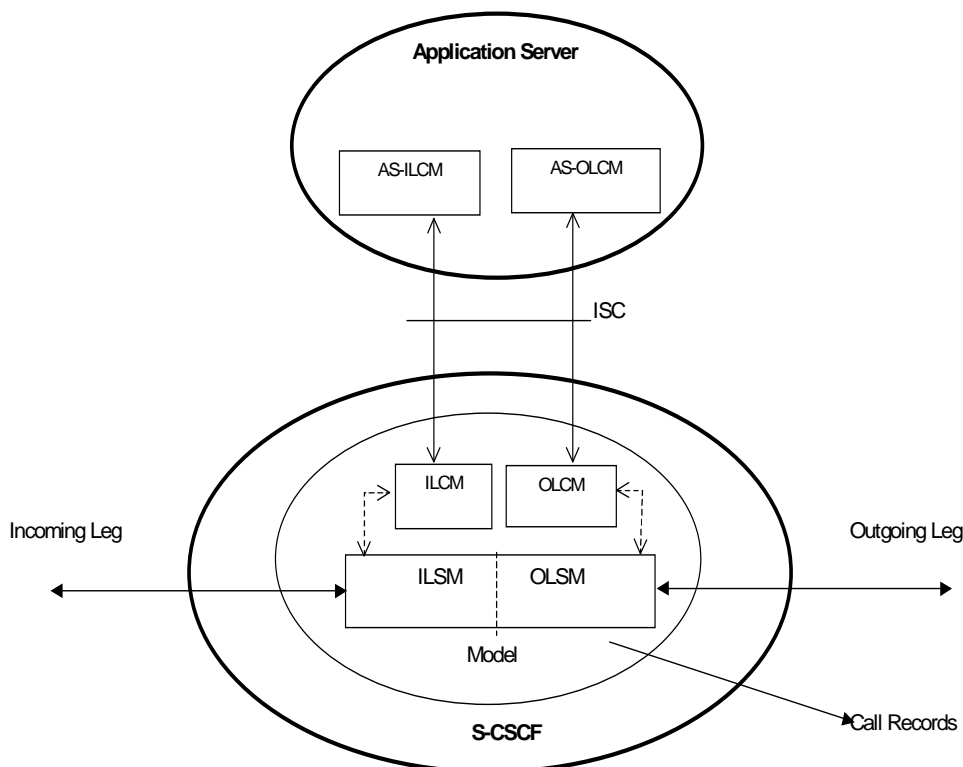 Application Server
AS-ILCM
AS-OLCM
ISC
ILCM
OLCM
Incoming Leg
Outgoing Leg
ILSM
OLSM
Model
S-CSCF
Call Records